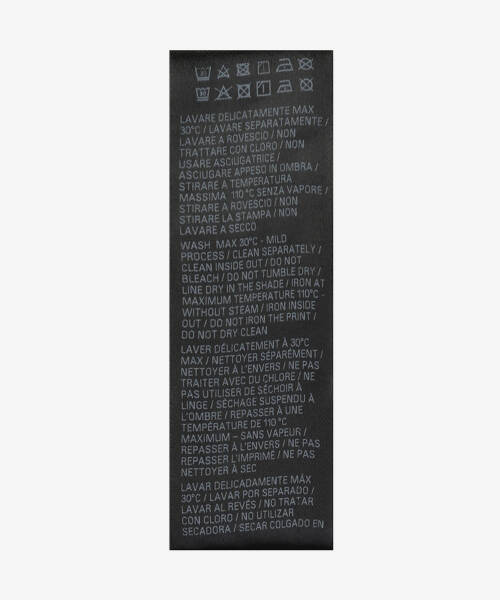 LAVARE DELICATAMENTE MAX
30°C / LAVARE SEPARATAMENTE /
LAVARE A ROVESCIO / NON
TRATTARE CON CLORO / NON
USARE ASCIUGATRICE /
ASCIUGARE APPESO IN OMBRA /
STIRARE A TEMPERATURA
MASSIMA 110°C SENZA VAPORE /
STIRARE A ROVESCIO / NON
STIRARE LA STAMPA / NON
LAVARE A SECCO
WASH MAX 30°C - MILD
PROCESS / CLEAN SEPARATELY /
CLEAN INSIDE OUT / DO NOT
BLEACH / DO NOT TUMBLE DRY /
LINE DRY IN THE SHADE / IRON AT
MAXIMUM TEMPERATURE 110°C -
WITHOUT STEAM / IRON INSIDE
OUT / DO NOT IRON THE PRINT /
DO NOT DRY CLEAN
LAVER DÉLICATEMENT À 30°C
MAX / NETTOYER SÉPARÉMENT /
NETTOYER À L'ENVERS / NE PAS
TRAITER AVEC DU CHLORE / NE
PAS UTILISER DE SÉCHOIR À
LINGE / SÉCHAGE SUSPENDU À
L'OMBRE / REPASSER À UNE
TEMPÉRATURE DE 110°C
MAXIMUM – SANS VAPEUR /
REPASSER À L'ENVERS / NE PAS
REPASSER L'IMPRIMÉ / NE PAS
NETTOYER À SEC
LAVAR DELICADAMENTE MÁX
30°C / LAVAR POR SEPARADO /
LAVAR AL REVÉS / NO TRATAR
CON CLORO / NO UTILIZAR
SECADORA / SECAR COLGADO EN